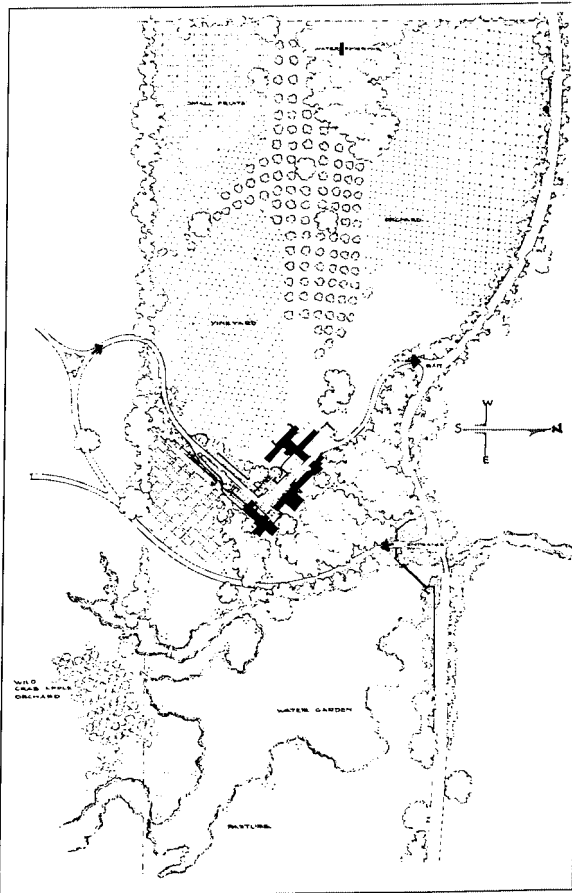 SMALL FRUITS
ORCHARD
VINEYARD
W
S
N
E
WILD
CRAB APPLE
ORCHARD
WATER GARDEN
PASTURE